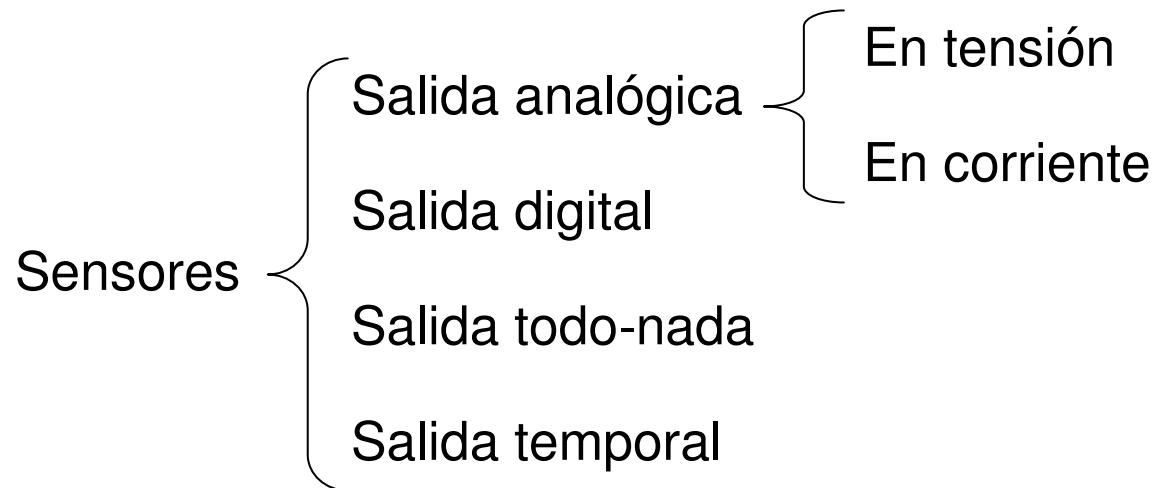 Sensores
Salida analógica
En tensión
En corriente
Salida digital
Salida todo-nada
Salida temporal